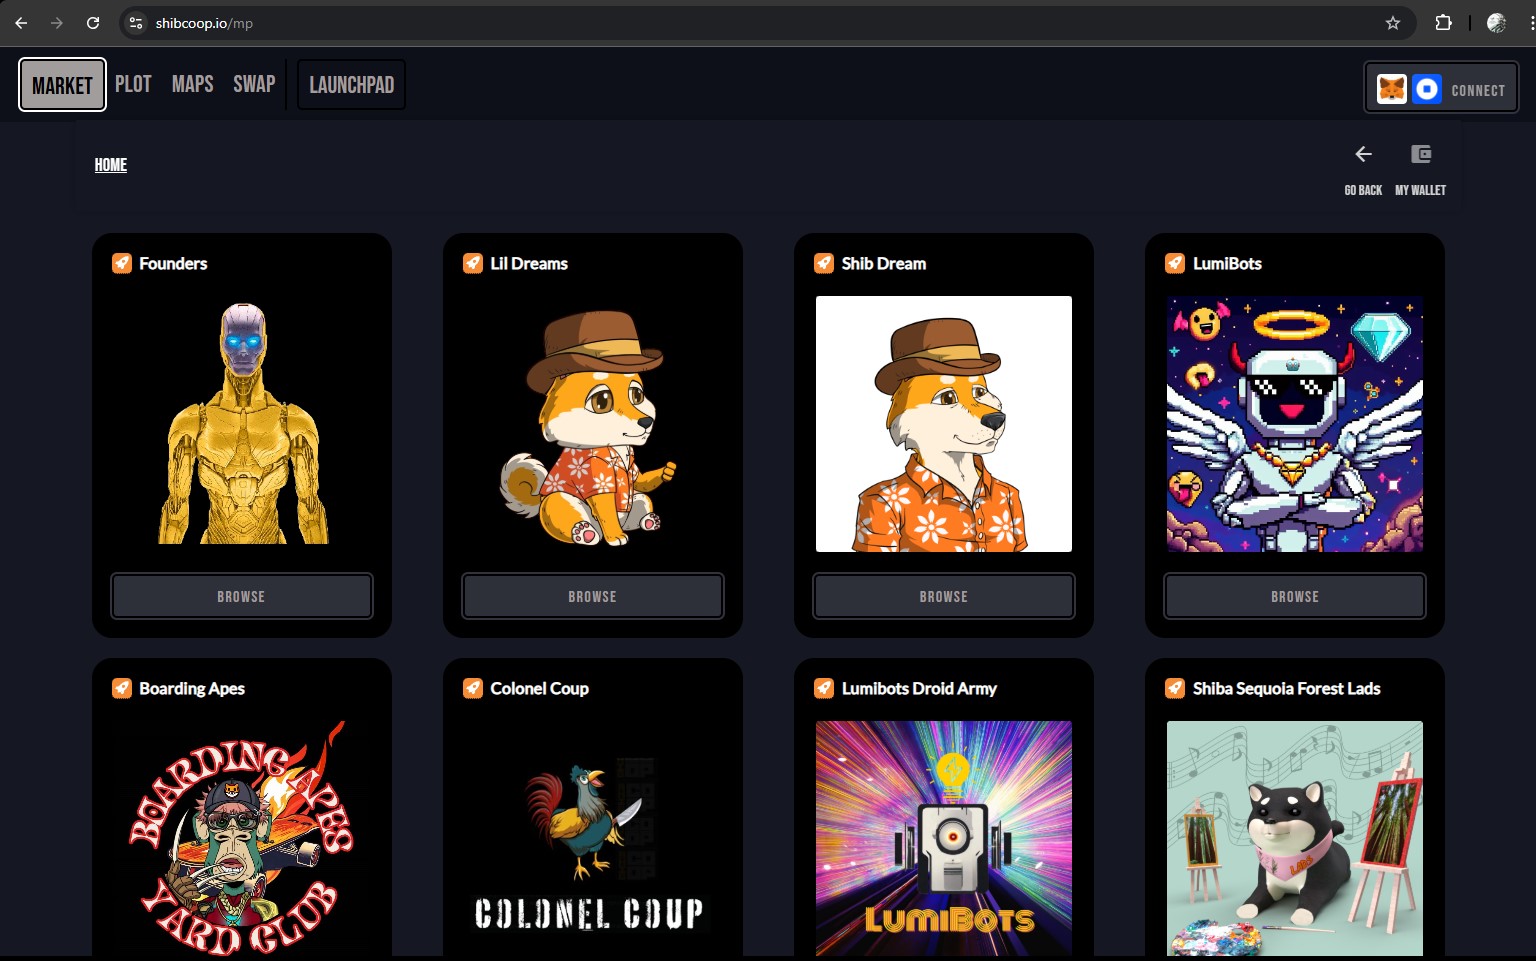 shibcoop.io/mp
MARKET PLOT MAPS SWAP LAUNCHPAD CONNECT
HOME
GO BACK MY WALLET
Founders Lil Dreams Shib Dream LumiBots
BROWSE BROWSE BROWSE BROWSE
Boarding Apes Colonel Coup Lumibots Droid Army Shiba Sequoia Forest Lads
BOARDING APES
YARD CLUB
COLONEL COUP
LUMIBOTS
LADS